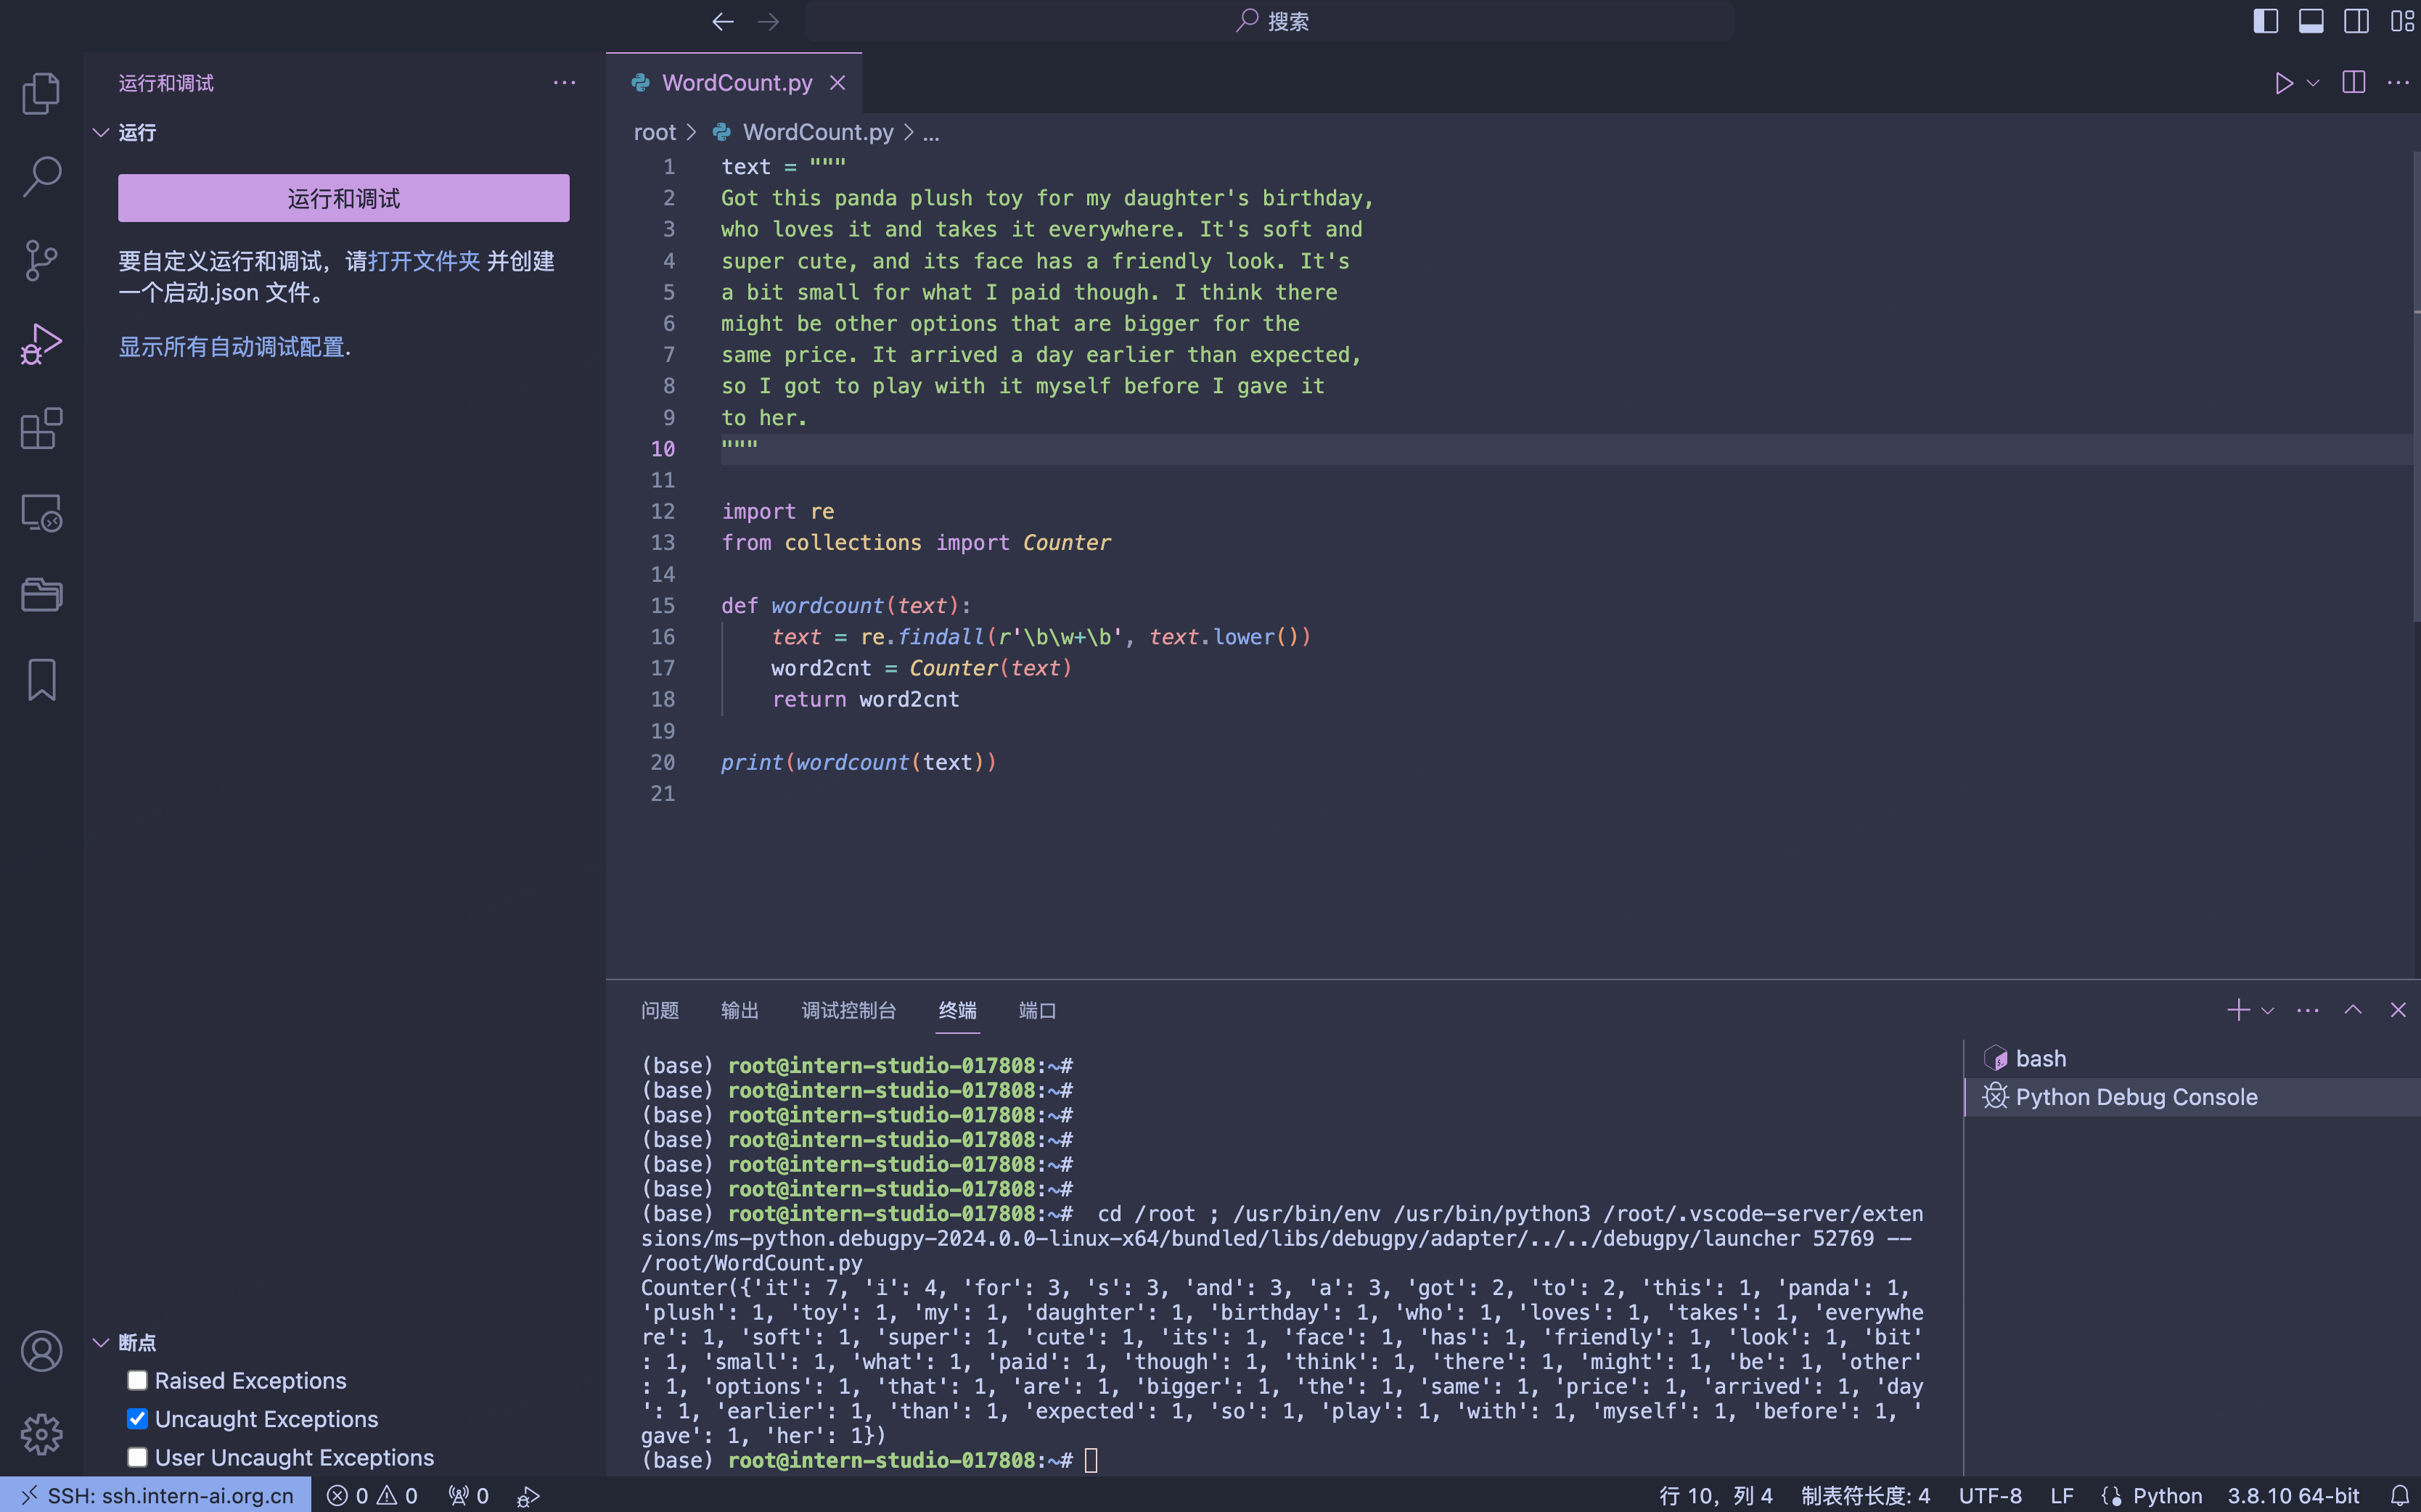 搜索
运行和调试
运行
运行和调试
要自定义运行和调试，请打开文件夹 并创建
一个启动.json 文件。
显示所有自动调试配置.
断点
Raised Exceptions
Uncaught Exceptions
User Uncaught Exceptions
WordCount.py
root > WordCount.py > ...
1 text = """
2 Got this panda plush toy for my daughter's birthday,
3 who loves it and takes it everywhere. It's soft and
4 super cute, and its face has a friendly look. It's
5 a bit small for what I paid though. I think there
6 might be other options that are bigger for the
7 same price. It arrived a day earlier than expected,
8 so I got to play with it myself before I gave it
9 to her.
10 """
11
12 import re
13 from collections import Counter
14
15 def wordcount(text):
16 text = re.findall(r'\b\w+\b', text.lower())
17 word2cnt = Counter(text)
18 return word2cnt
19
20 print(wordcount(text))
21
问题 输出 调试控制台 终端 端口
(base) root@intern-studio-017808:~#
(base) root@intern-studio-017808:~#
(base) root@intern-studio-017808:~#
(base) root@intern-studio-017808:~#
(base) root@intern-studio-017808:~#
(base) root@intern-studio-017808:~#
(base) root@intern-studio-017808:~# cd /root ; /usr/bin/env /usr/bin/python3 /root/.vscode-server/exten
sions/ms-python.debugpy-2024.0.0-linux-x64/bundled/libs/debugpy/adapter/../../debugpy/launcher 52769 --
/root/WordCount.py
Counter({'it': 7, 'i': 4, 'for': 3, 's': 3, 'and': 3, 'a': 3, 'got': 2, 'to': 2, 'this': 1, 'panda': 1,
'plush': 1, 'toy': 1, 'my': 1, 'daughter': 1, 'birthday': 1, 'who': 1, 'loves': 1, 'takes': 1, 'everywhe
re': 1, 'soft': 1, 'super': 1, 'cute': 1, 'its': 1, 'face': 1, 'has': 1, 'friendly': 1, 'look': 1, 'bit'
: 1, 'small': 1, 'what': 1, 'paid': 1, 'though': 1, 'think': 1, 'there': 1, 'might': 1, 'be': 1, 'other'
: 1, 'options': 1, 'that': 1, 'are': 1, 'bigger': 1, 'the': 1, 'same': 1, 'price': 1, 'arrived': 1, 'day
': 1, 'earlier': 1, 'than': 1, 'expected': 1, 'so': 1, 'play': 1, 'with': 1, 'myself': 1, 'before': 1, '
gave': 1, 'her': 1})
(base) root@intern-studio-017808:~#
bash
Python Debug Console
SSH: ssh.intern-ai.org.cn 0 0 0 行 10，列 4 制表符长度: 4 UTF-8 LF Python 3.8.10 64-bit